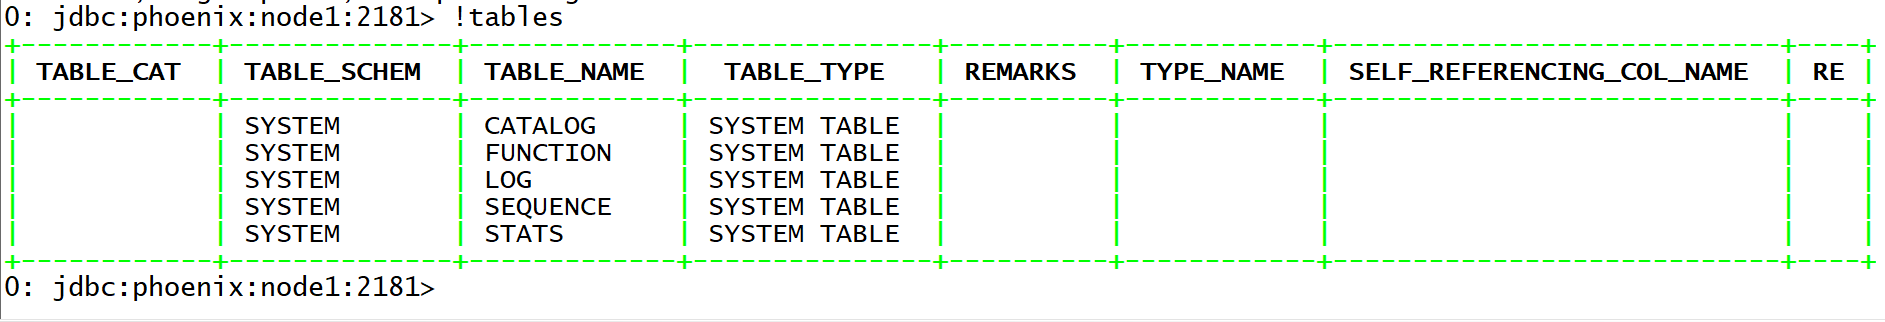 0: jdbc:phoenix:node1:2181> !tables
+------------+--------------+-------------+---------------+----------+------------+----------------------------+----+
| TABLE_CAT | TABLE_SCHEM | TABLE_NAME | TABLE_TYPE | REMARKS | TYPE_NAME | SELF_REFERENCING_COL_NAME | RE |
+------------+--------------+-------------+---------------+----------+------------+----------------------------+----+
| | SYSTEM | CATALOG | SYSTEM TABLE | | | | |
| | SYSTEM | FUNCTION | SYSTEM TABLE | | | | |
| | SYSTEM | LOG | SYSTEM TABLE | | | | |
| | SYSTEM | SEQUENCE | SYSTEM TABLE | | | | |
| | SYSTEM | STATS | SYSTEM TABLE | | | | |
+------------+--------------+-------------+---------------+----------+------------+----------------------------+----+
0: jdbc:phoenix:node1:2181>